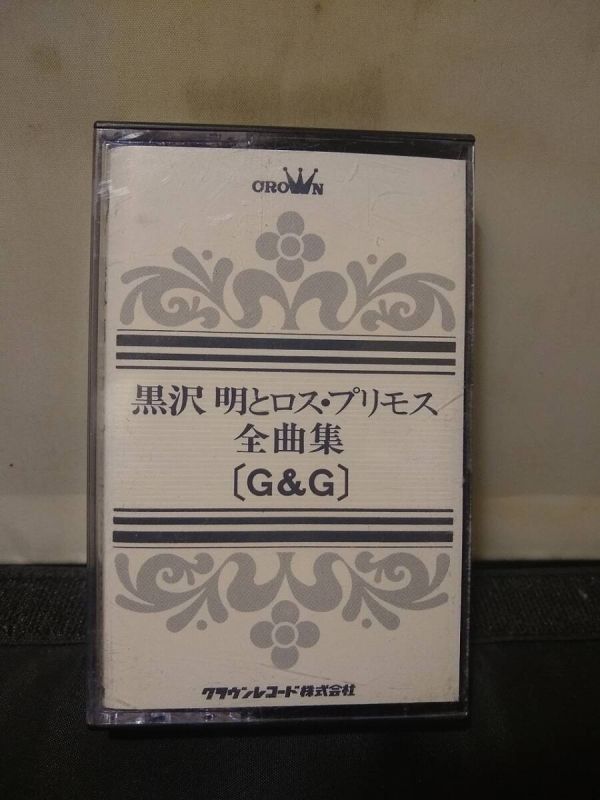 CROWN
黒沢 明とロス・プリモス
全曲集
〔G&G〕
クラウンレコード株式会社